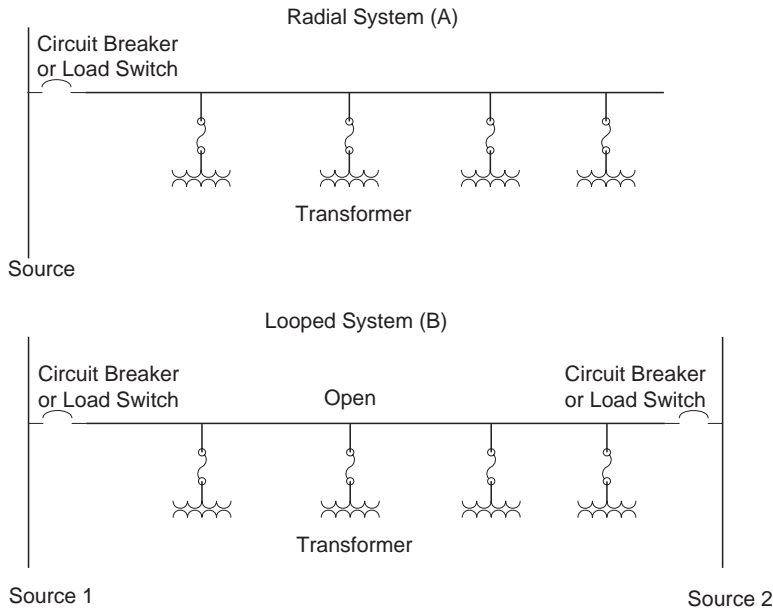 Radial System (A)
Circuit Breaker
or Load Switch
Transformer
Source
Looped System (B)
Circuit Breaker
or Load Switch
Open
Circuit Breaker
or Load Switch
Transformer
Source 1
Source 2